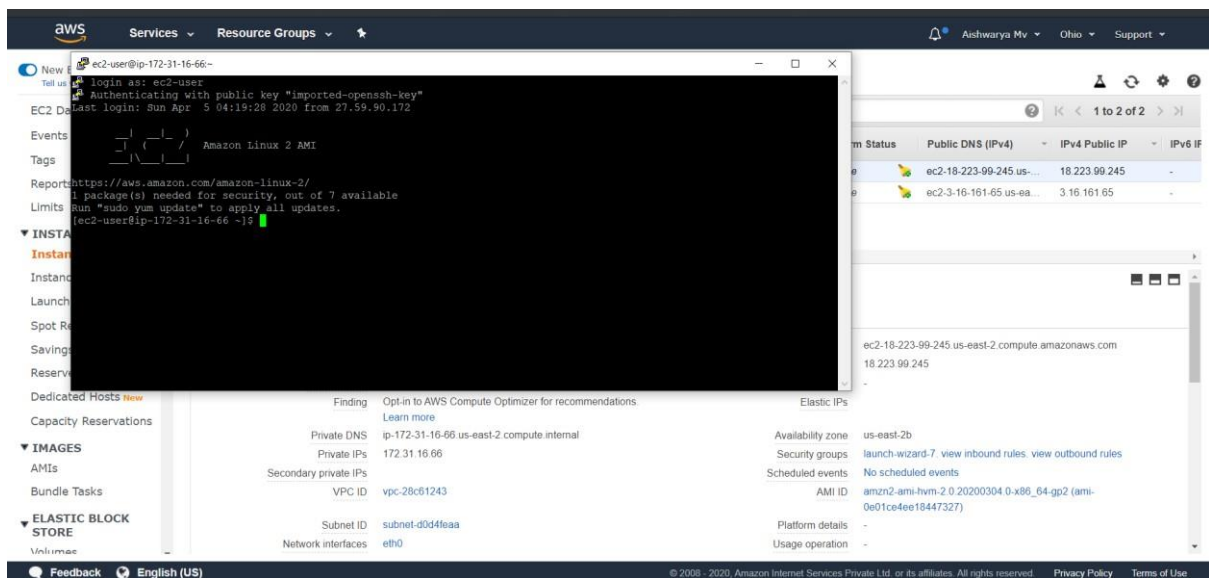 aws Services Resource Groups Aishwarya Mv Ohio Support
New E
Tell us
EC2 Da
Events
Tags
Reports
Limits
INSTA
Instan
Instanc
Launch
Spot Re
Savings
Reserve
Dedicated Hosts New
Capacity Reservations
IMAGES
AMIs
Bundle Tasks
ELASTIC BLOCK
STORE
Volumes
ec2-user@ip-172-31-16-66:~
login as: ec2-user
Authenticating with public key "imported-openssh-key"
Last login: Sun Apr 5 04:19:28 2020 from 27.59.90.172
__| __|_ )
_| ( / Amazon Linux 2 AMI
___|\___|___|
https://aws.amazon.com/amazon-linux-2/
1 package(s) needed for security, out of 7 available
Run "sudo yum update" to apply all updates.
[ec2-user@ip-172-31-16-66 ~]$
1 to 2 of 2
m Status Public DNS (IPv4) IPv4 Public IP IPv6 IP
e ec2-18-223-99-245.us-... 18.223.99.245 -
e ec2-3-16-161-65.us-ea... 3.16.161.65 -
ec2-18-223-99-245.us-east-2.compute.amazonaws.com
18.223.99.245
-
Finding Opt-in to AWS Compute Optimizer for recommendations. Elastic IPs
Learn more
Private DNS ip-172-31-16-66.us-east-2.compute.internal Availability zone us-east-2b
Private IPs 172.31.16.66 Security groups launch-wizard-7. view inbound rules. view outbound rules
Secondary private IPs Scheduled events No scheduled events
VPC ID vpc-28c61243 AMI ID amzn2-ami-hvm-2.0.20200304.0-x86_64-gp2 (ami-
0e01ce4ee18447327)
Subnet ID subnet-d0d4feaa Platform details -
Network interfaces eth0 Usage operation -
Feedback English (US) © 2008 - 2020, Amazon Internet Services Private Ltd. or its affiliates. All rights reserved. Privacy Policy Terms of Use